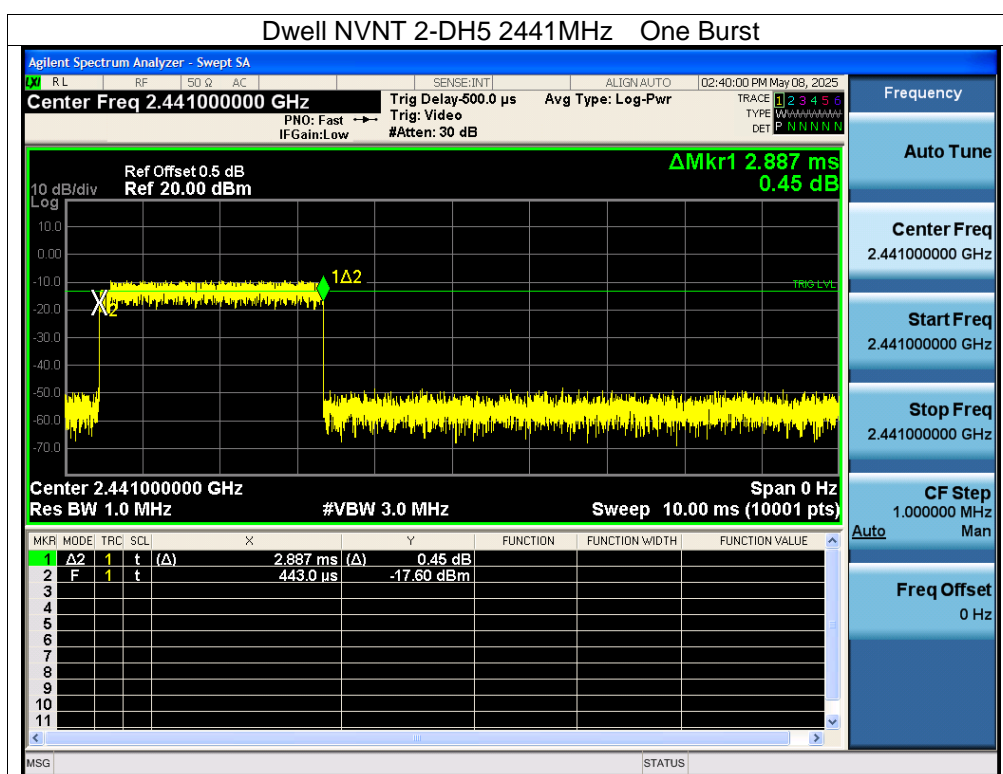 Dwell NVNT 2-DH5 2441MHz One Burst
Agilent Spectrum Analyzer - Swept SA
LXI RL RF 50 Ω AC SENSE:INT ALIGN AUTO 02:40:00 PM May 08, 2025
Center Freq 2.441000000 GHz
PNO: Fast
IFGain:Low
Trig Delay-500.0 µs
Trig: Video
#Atten: 30 dB
Avg Type: Log-Pwr
TRACE 1 2 3 4 5 6
TYPE WWWWWW
DET P N N N N N
ΔMkr1 2.887 ms
0.45 dB
Ref Offset 0.5 dB
10 dB/div Ref 20.00 dBm
Log
10.0
0.00
-10.0
-20.0
-30.0
-40.0
-50.0
-60.0
-70.0
1Δ2
TRIG LVL
X2
Center 2.441000000 GHz Span 0 Hz
Res BW 1.0 MHz #VBW 3.0 MHz Sweep 10.00 ms (10001 pts)
MKR MODE TRC SCL X Y FUNCTION FUNCTION WIDTH FUNCTION VALUE
1 Δ2 1 t (Δ) 2.887 ms (Δ) 0.45 dB
2 F 1 t 443.0 µs -17.60 dBm
3
4
5
6
7
8
9
10
11
MSG STATUS
Frequency
Auto Tune
Center Freq
2.441000000 GHz
Start Freq
2.441000000 GHz
Stop Freq
2.441000000 GHz
CF Step
1.000000 MHz
Auto Man
Freq Offset
0 Hz